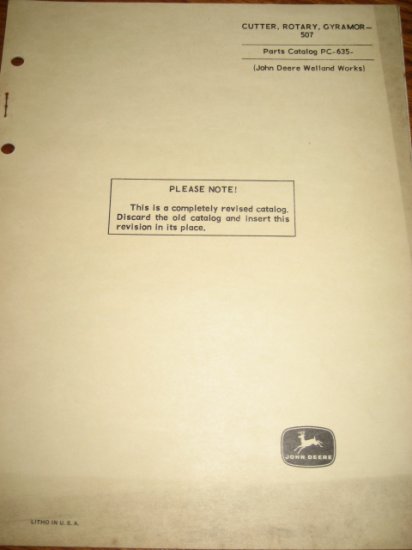 CUTTER, ROTARY, GYRAMOR—
507
Parts Catalog PC-635-
(John Deere Welland Works)
PLEASE NOTE!
This is a completely revised catalog.
Discard the old catalog and insert this
revision in its place.
JOHN DEERE
LITHO IN U. S. A.